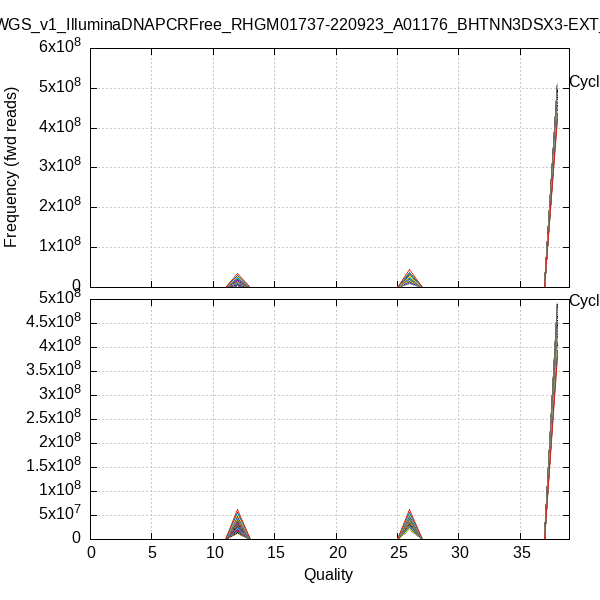 WGS_v1_IlluminaDNAPCRFree_RHGM01737-220923_A01176_BHTNN3DSX3-EXT_
6x10^8
5x10^8
4x10^8
3x10^8
2x10^8
1x10^8
0
Frequency (fwd reads)
Cycl
5x10^8
4.5x10^8
4x10^8
3.5x10^8
3x10^8
2.5x10^8
2x10^8
1.5x10^8
1x10^8
5x10^7
0
Cycl
0 5 10 15 20 25 30 35
Quality